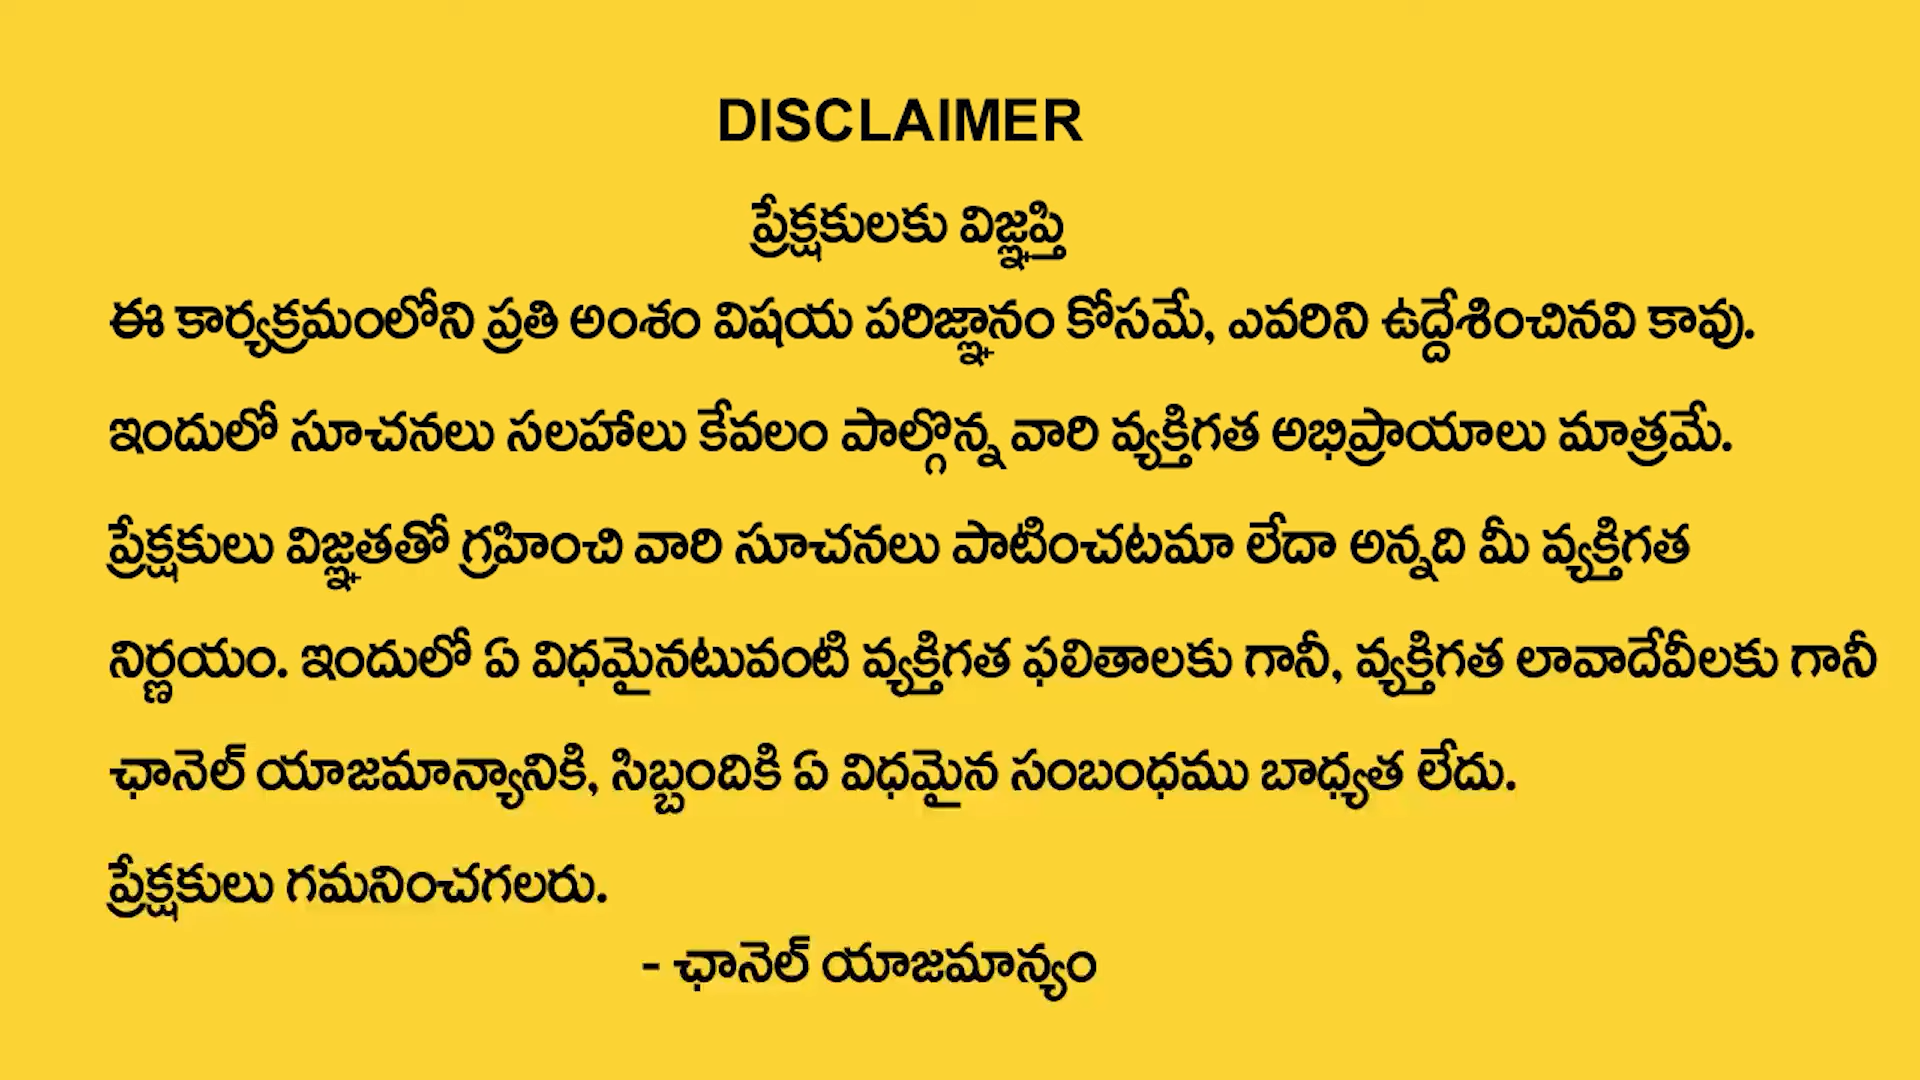 DISCLAIMER
ప్రేక్షకులకు విజ్ఞప్తి
ఈ కార్యక్రమంలోని ప్రతి అంశం విషయ పరిజ్ఞానం కోసమే, ఎవరిని ఉద్దేశించినవి కావు.
ఇందులో సూచనలు సలహాలు కేవలం పాల్గొన్న వారి వ్యక్తిగత అభిప్రాయాలు మాత్రమే.
ప్రేక్షకులు విజ్ఞతతో గ్రహించి వారి సూచనలు పాటించటమా లేదా అన్నది మీ వ్యక్తిగత
నిర్ణయం. ఇందులో ఏ విధమైనటువంటి వ్యక్తిగత ఫలితాలకు గానీ, వ్యక్తిగత లావాదేవీలకు గానీ
ఛానెల్ యాజమాన్యానికి, సిబ్బందికి ఏ విధమైన సంబంధము బాధ్యత లేదు.
ప్రేక్షకులు గమనించగలరు.
- ఛానెల్ యాజమాన్యం